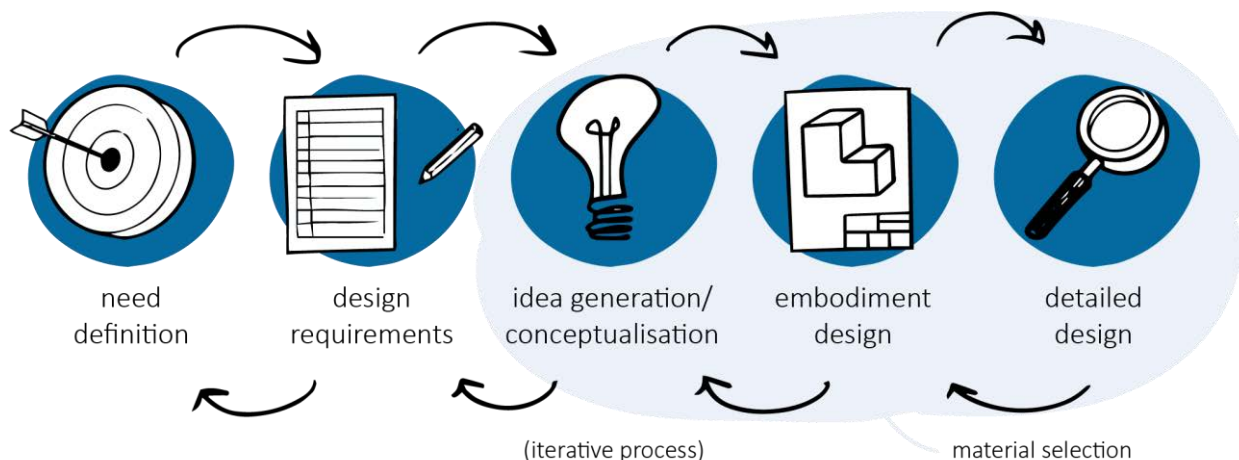 need
definition
design
requirements
idea generation/
conceptualisation
embodiment
design
detailed
design
(iterative process)
material selection